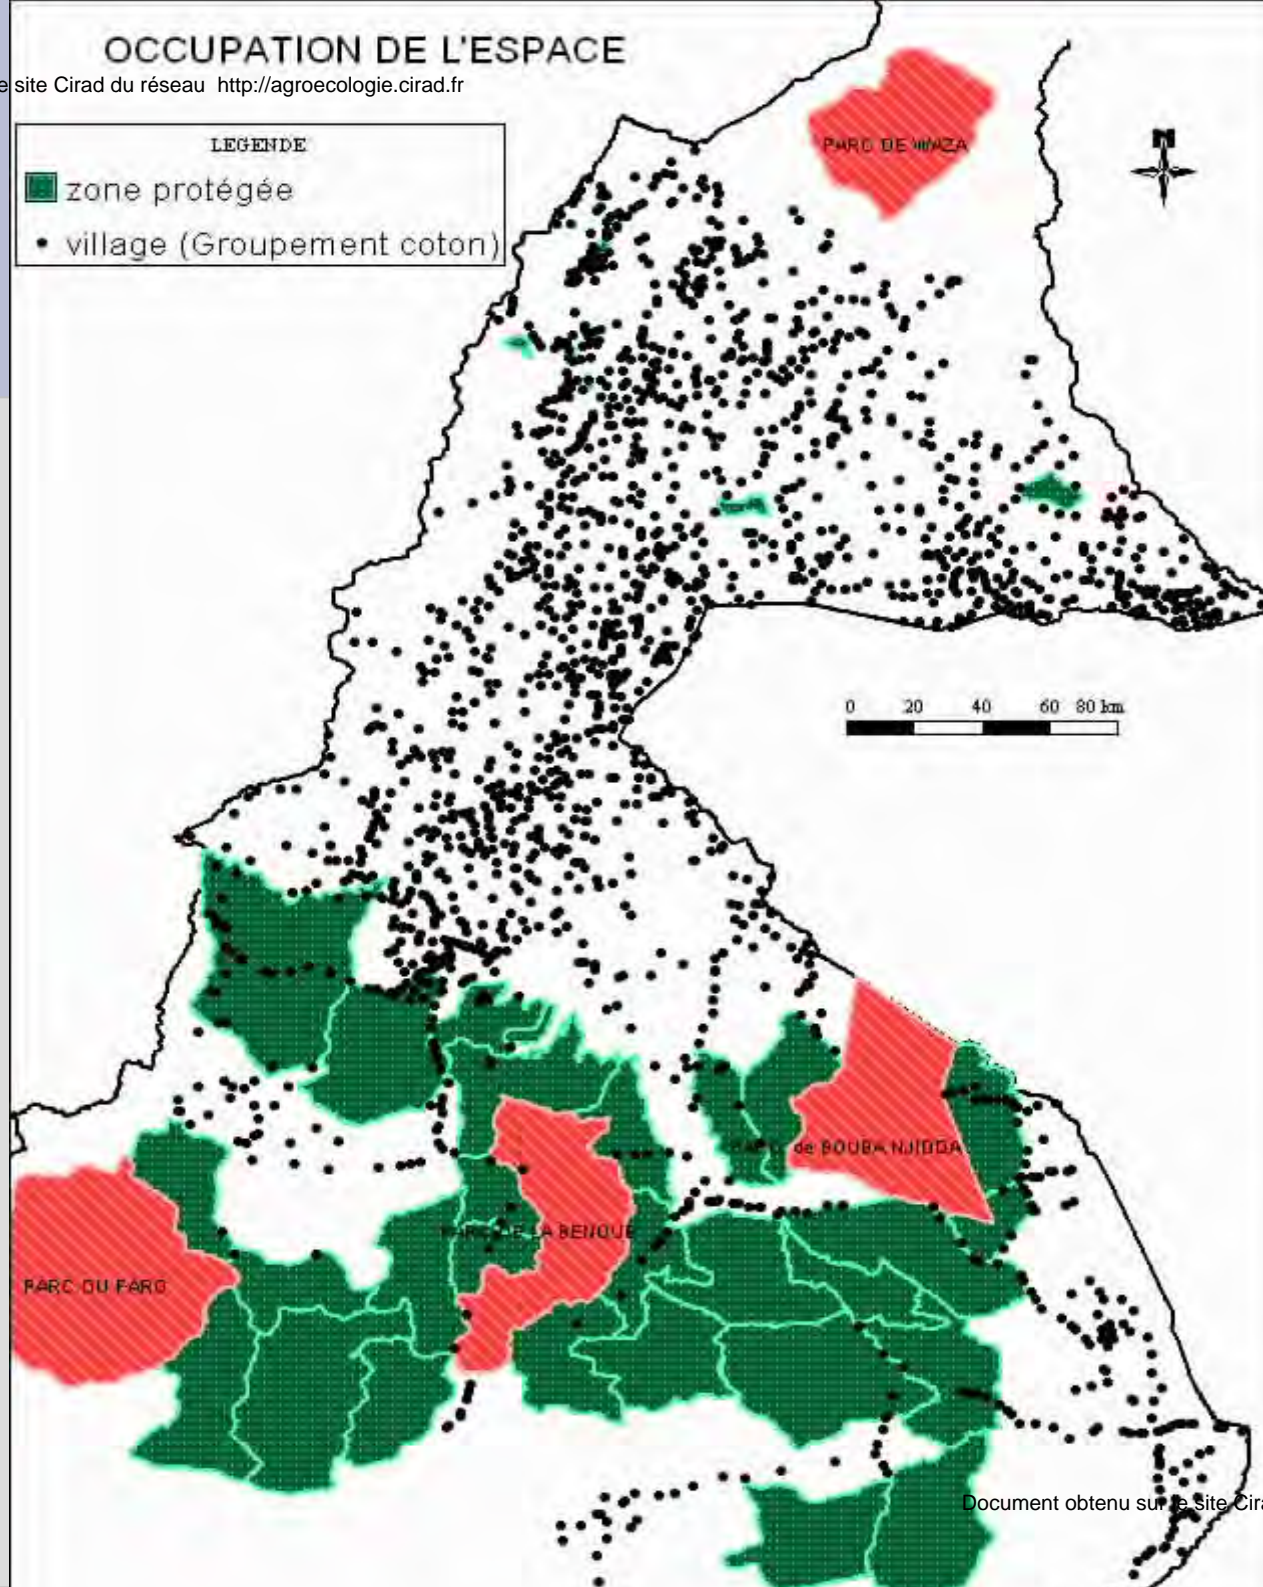 OCCUPATION DE L'ESPACE
e site Cirad du réseau http://agroecologie.cirad.fr
LEGENDE
zone protégée
village (Groupement coton)
PARC DE WAZA
N
0 20 40 60 80 km
PARC de BOUBA NJIDDA
PARC DE LA BENOUE
PARC DU FARO
Document obtenu sur le site Cira